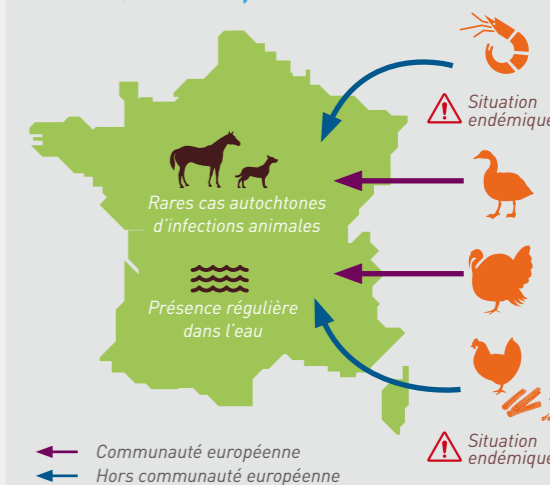 Situation
endémique
Rares cas autochtones
d'infections animales
Présence régulière
dans l'eau
Communauté européenne
Hors communauté européenne
Situation
endémique